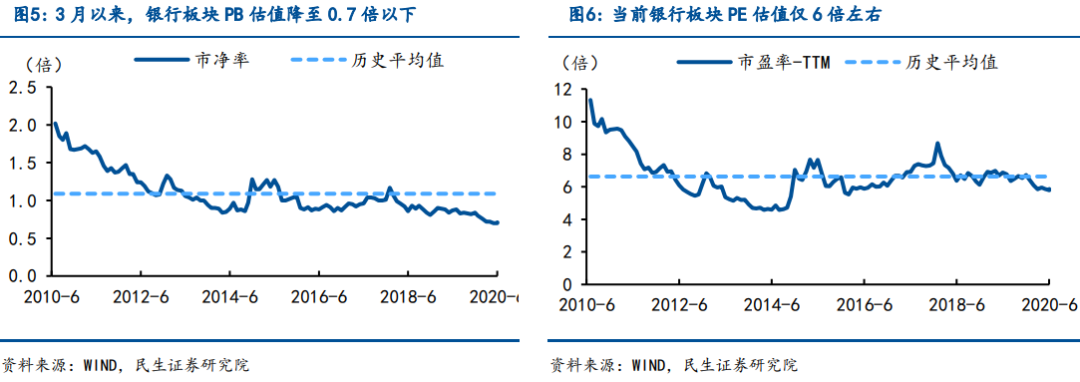 图5：3月以来，银行板块PB估值降至0.7倍以下
（倍）
市净率
历史平均值
2.5
2.0
1.5
1.0
0.5
0.0
2010-6 2012-6 2014-6 2016-6 2018-6 2020-6
资料来源：WIND，民生证券研究院
图6：当前银行板块PE估值仅6倍左右
（倍）
市盈率-TTM
历史平均值
12
10
8
6
4
2
0
2010-6 2012-6 2014-6 2016-6 2018-6 2020-6
资料来源：WIND，民生证券研究院